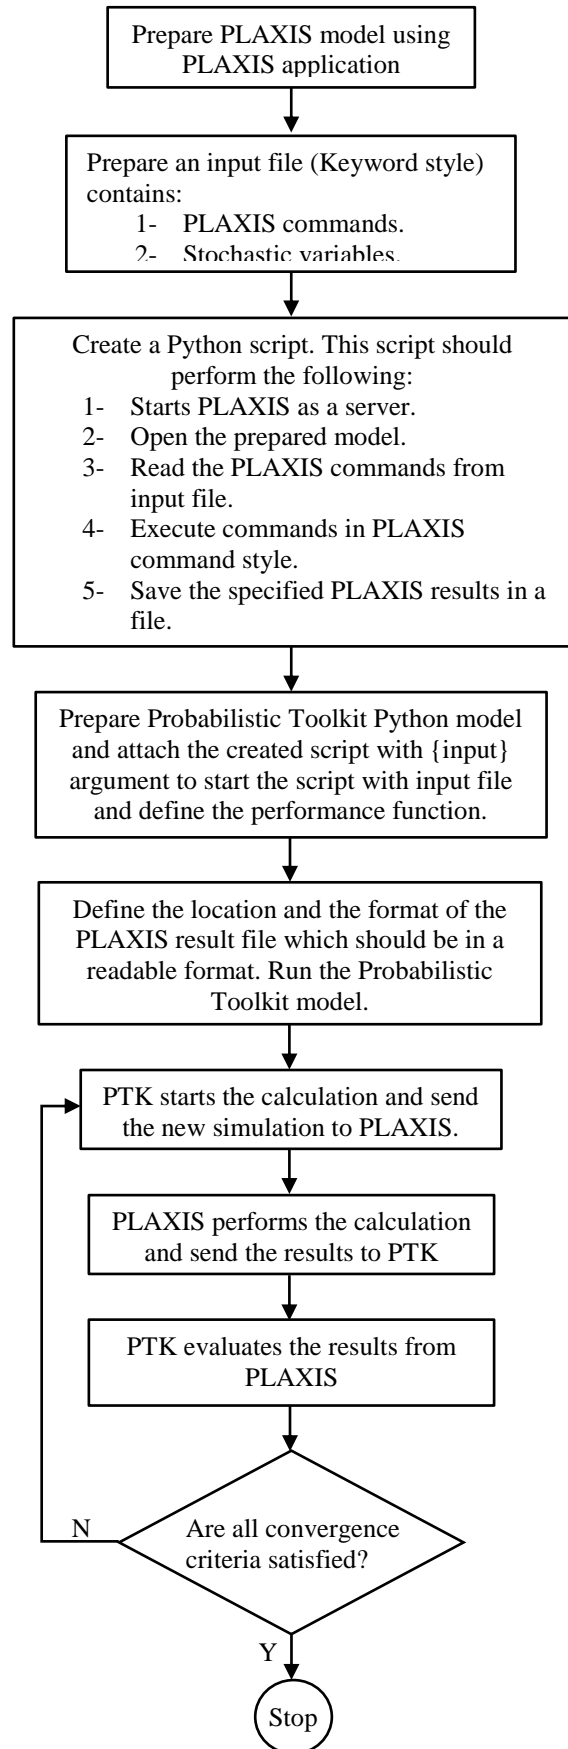 Prepare PLAXIS model using
PLAXIS application
Prepare an input file (Keyword style)
contains:
1- PLAXIS commands.
2- Stochastic variables.
Create a Python script. This script should
perform the following:
1- Starts PLAXIS as a server.
2- Open the prepared model.
3- Read the PLAXIS commands from
input file.
4- Execute commands in PLAXIS
command style.
5- Save the specified PLAXIS results in a
file.
Prepare Probabilistic Toolkit Python model
and attach the created script with {input}
argument to start the script with input file
and define the performance function.
Define the location and the format of the
PLAXIS result file which should be in a
readable format. Run the Probabilistic
Toolkit model.
PTK starts the calculation and send
the new simulation to PLAXIS.
PLAXIS performs the calculation
and send the results to PTK
PTK evaluates the results from
PLAXIS
N
Are all convergence
criteria satisfied?
Y
Stop